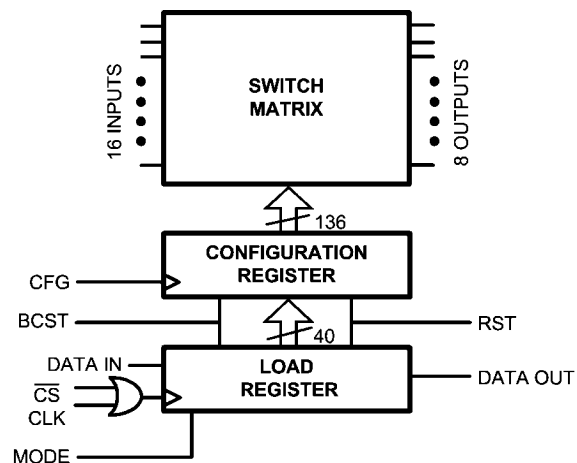 SWITCH
MATRIX
16 INPUTS
8 OUTPUTS
136
CONFIGURATION
REGISTER
CFG
BCST
RST
40
DATA IN
LOAD
REGISTER
DATA OUT
CS
CLK
MODE